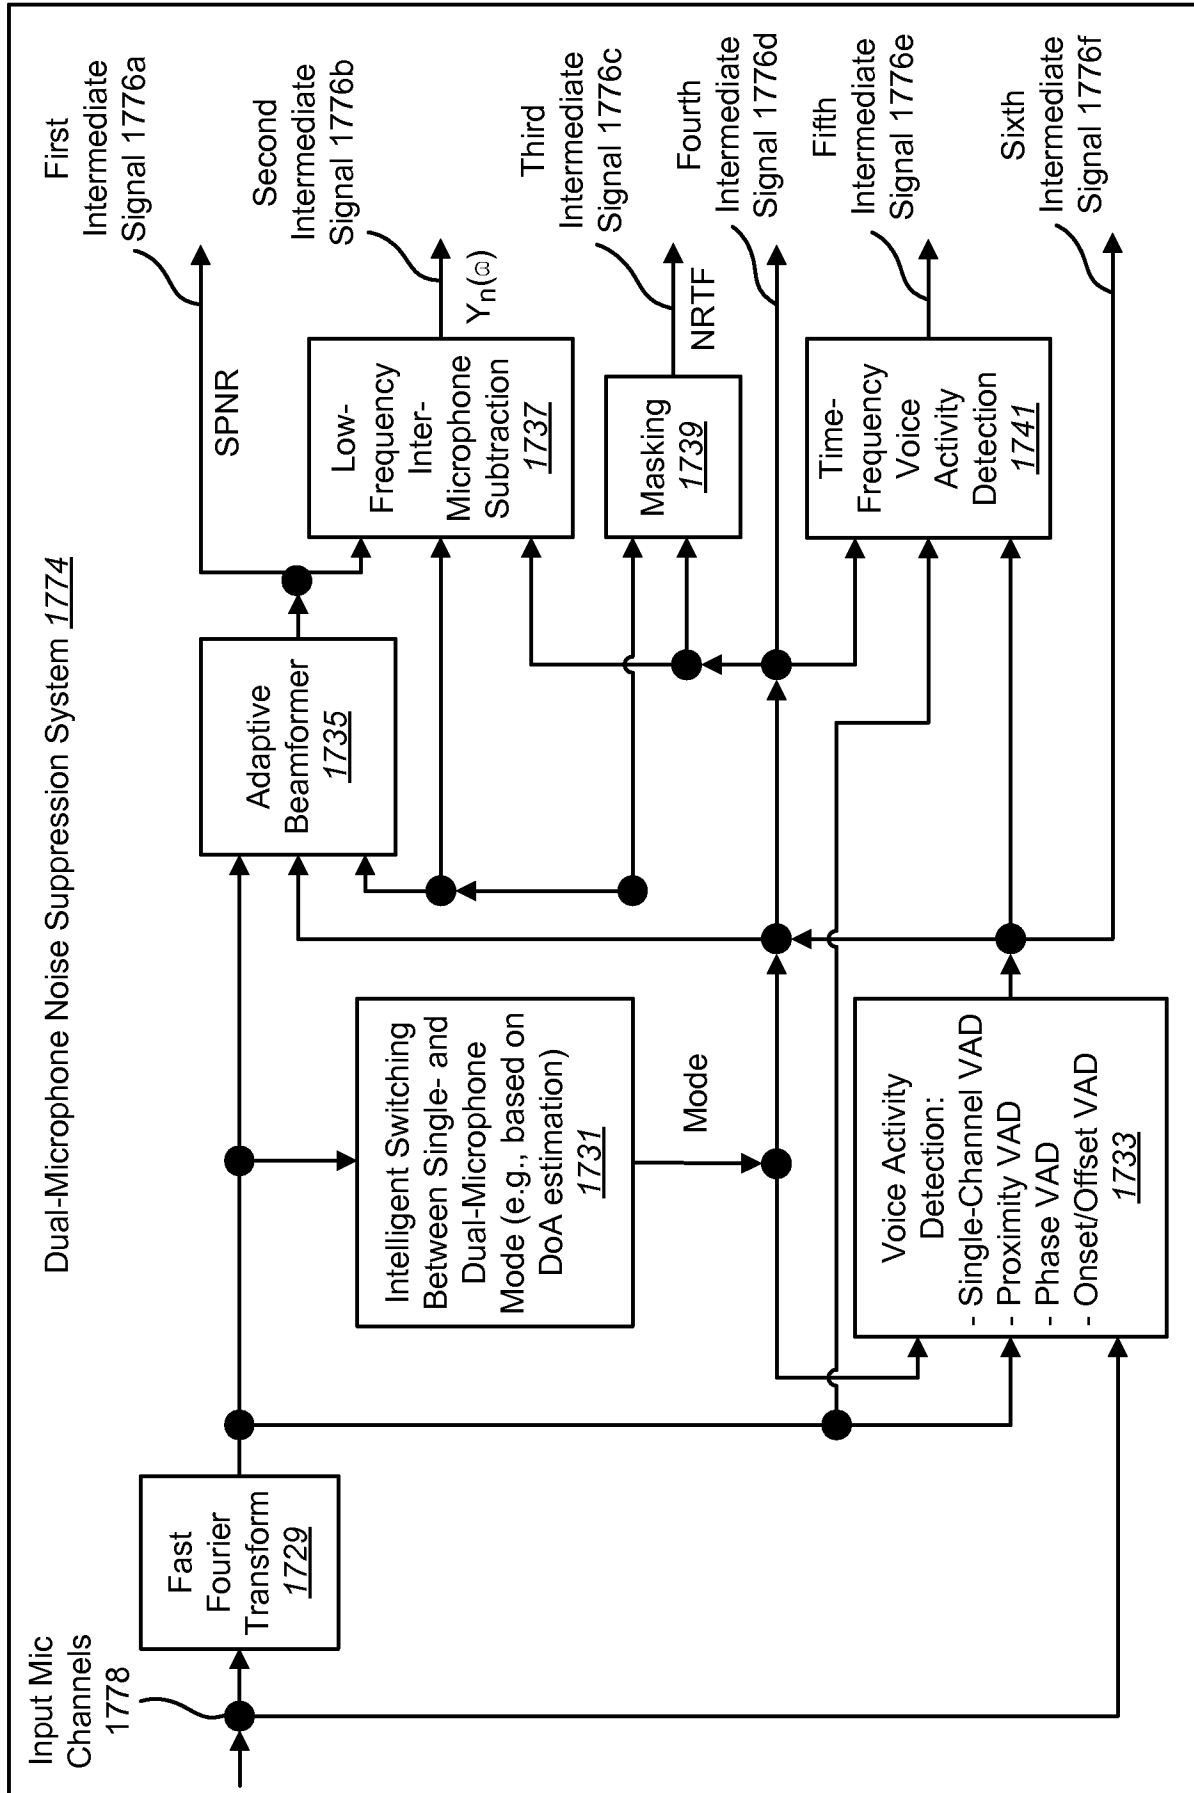 Dual-Microphone Noise Suppression System 1774
Input Mic
Channels
1778
Fast
Fourier
Transform
1729
Intelligent Switching
Between Single- and
Dual-Microphone
Mode (e.g., based on
DoA estimation)
1731
Mode
Voice Activity
Detection:
- Single-Channel VAD
- Proximity VAD
- Phase VAD
- Onset/Offset VAD
1733
Adaptive
Beamformer
1735
SPNR
Low-
Frequency
Inter-
Microphone
Subtraction
1737
Yn(ω)
Masking
1739
NRTF
Time-
Frequency
Voice
Activity
Detection
1741
First
Intermediate
Signal 1776a
Second
Intermediate
Signal 1776b
Third
Intermediate
Signal 1776c
Fourth
Intermediate
Signal 1776d
Fifth
Intermediate
Signal 1776e
Sixth
Intermediate
Signal 1776f